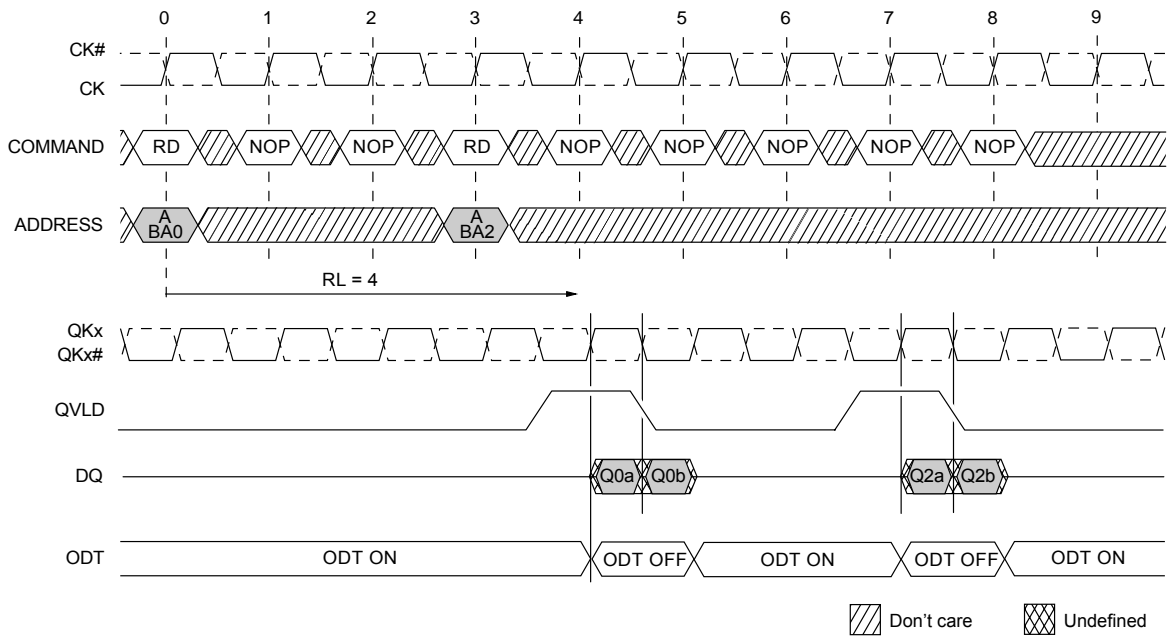 0 1 2 3 4 5 6 7 8 9
CK#
CK
COMMAND RD NOP NOP RD NOP NOP NOP NOP NOP
ADDRESS A BA0 A BA2
RL = 4
QKx
QKx#
QVLD
DQ Q0a Q0b Q2a Q2b
ODT ODT ON ODT OFF ODT ON ODT OFF ODT ON
Don't care Undefined